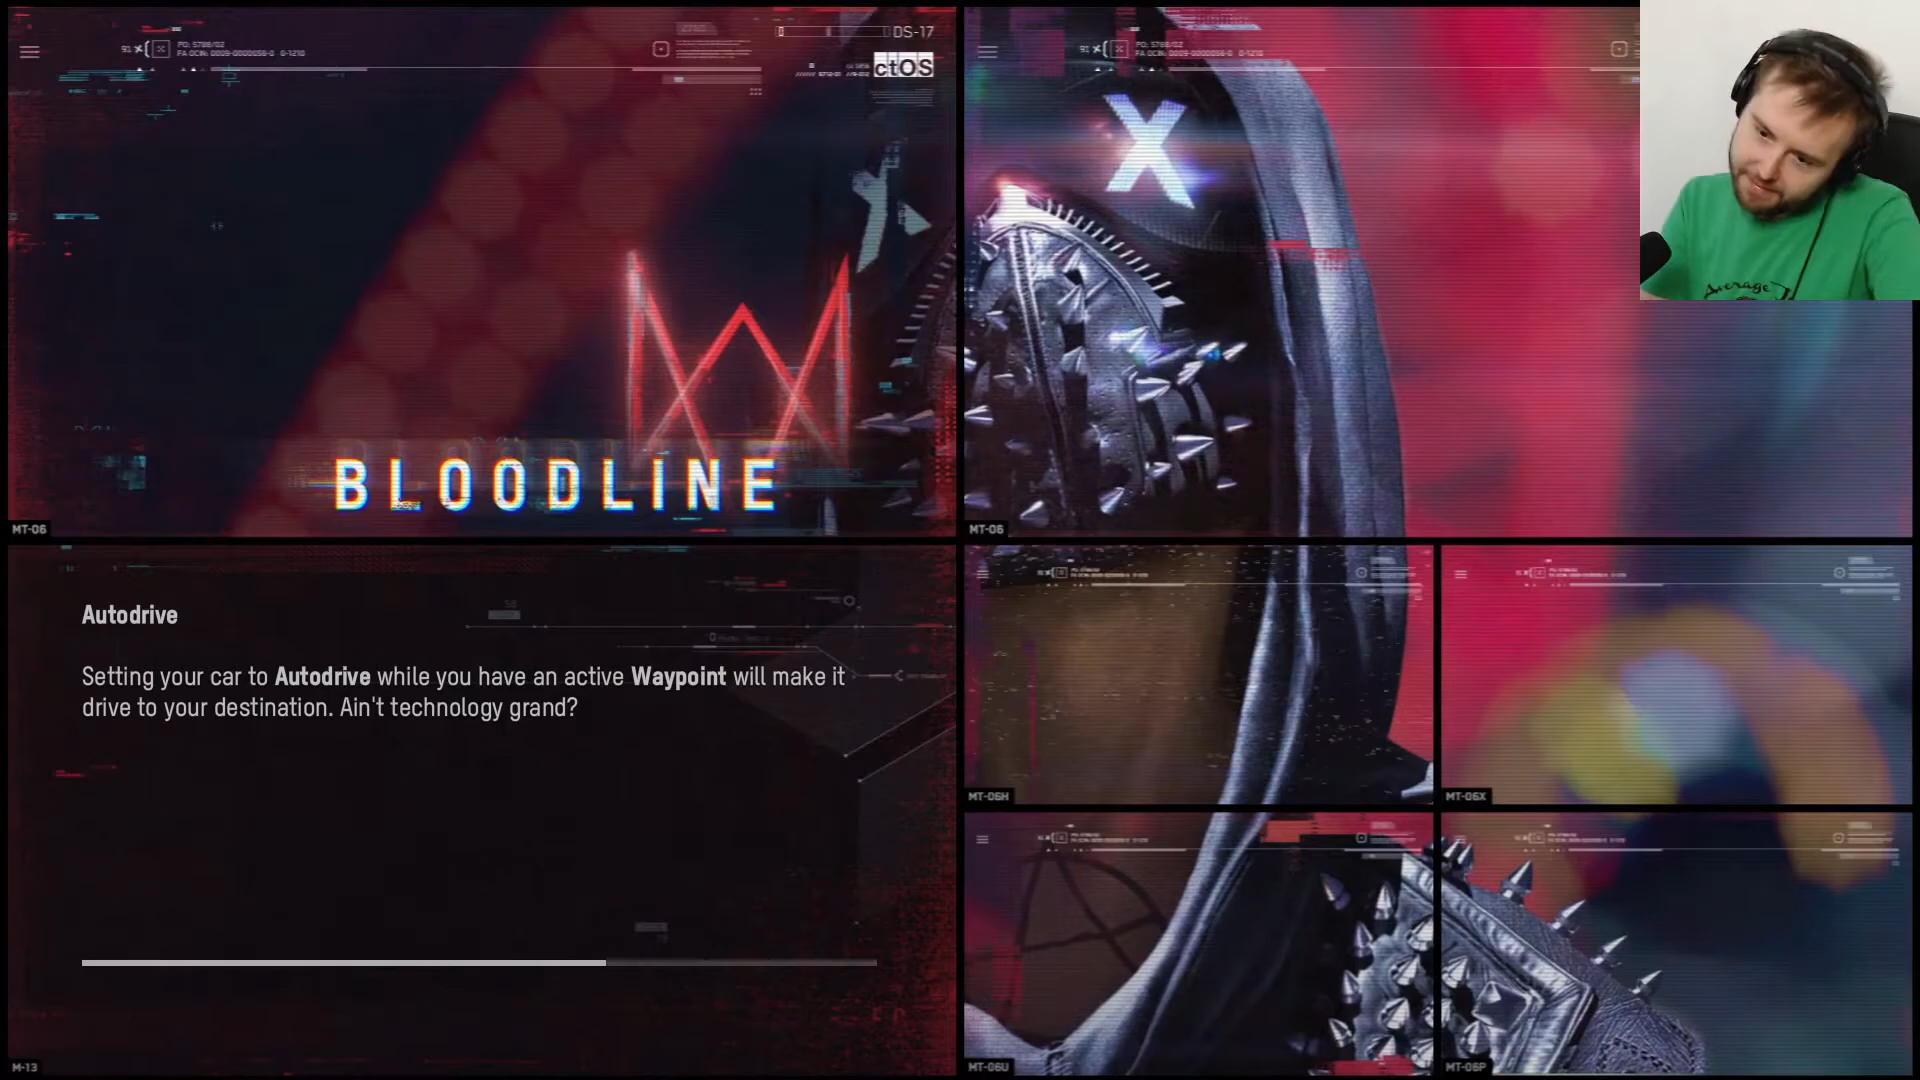 DS-17
ctOS
X
BLOODLINE
MT-06
MT-06
Average
Autodrive
Setting your car to Autodrive while you have an active Waypoint will make it
drive to your destination. Ain't technology grand?
MT-06H
MT-06X
M-13
MT-06U
MT-06P